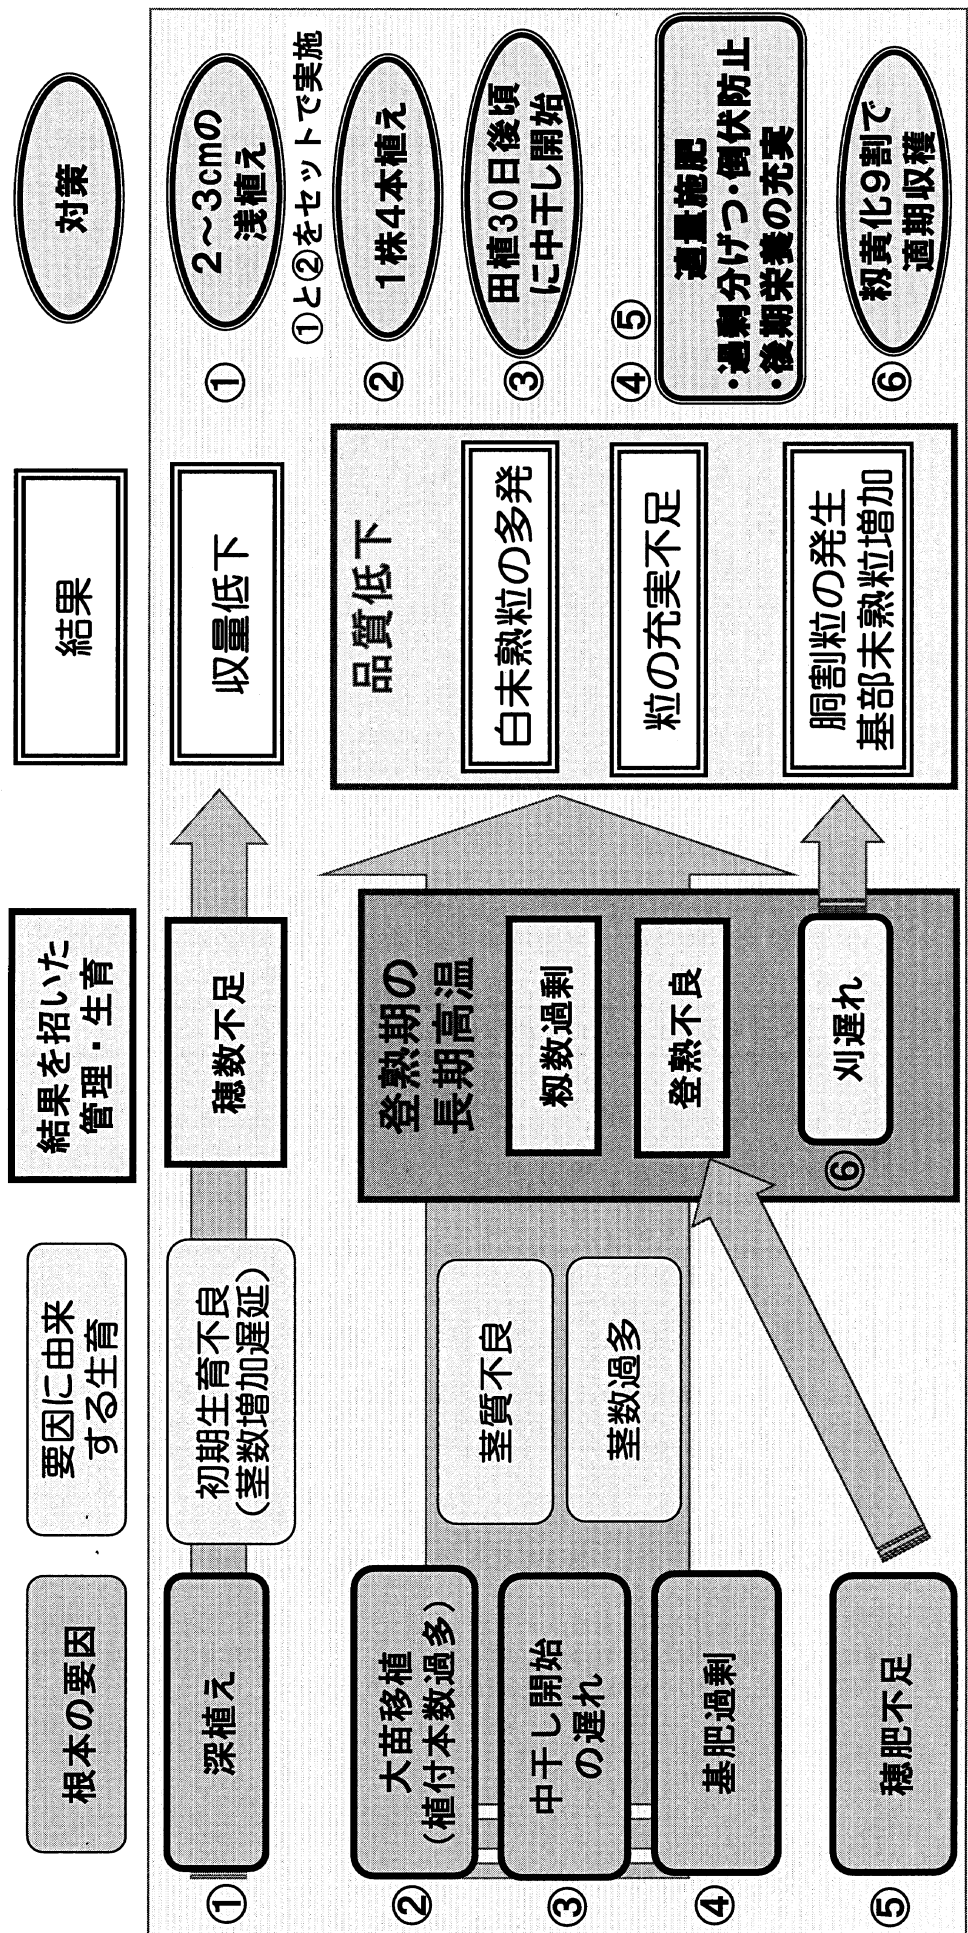 根本の要因
要因に由来
する生育
結果を招いた
管理・生育
結果
対策
①
深植え
初期生育不良
(茎数増加遅延)
穂数不足
収量低下
①
2~3cmの
浅植え
①と②をセットで実施
②
大苗移植
(植付本数過多)
③
中干し開始
の遅れ
④
基肥過剰
⑤
穂肥不足
茎質不良
茎数過多
登熟期の
長期高温
籾数過剰
登熟不良
⑥
刈遅れ
品質低下
白未熟粒の多発
粒の充実不足
胴割粒の発生
基部未熟粒増加
②
1株4本植え
③
田植30日後頃
に中干し開始
④ ⑤
適量施肥
・過剰分げつ・倒伏防止
・後期栄養の充実
⑥
籾黄化9割で
適期収穫